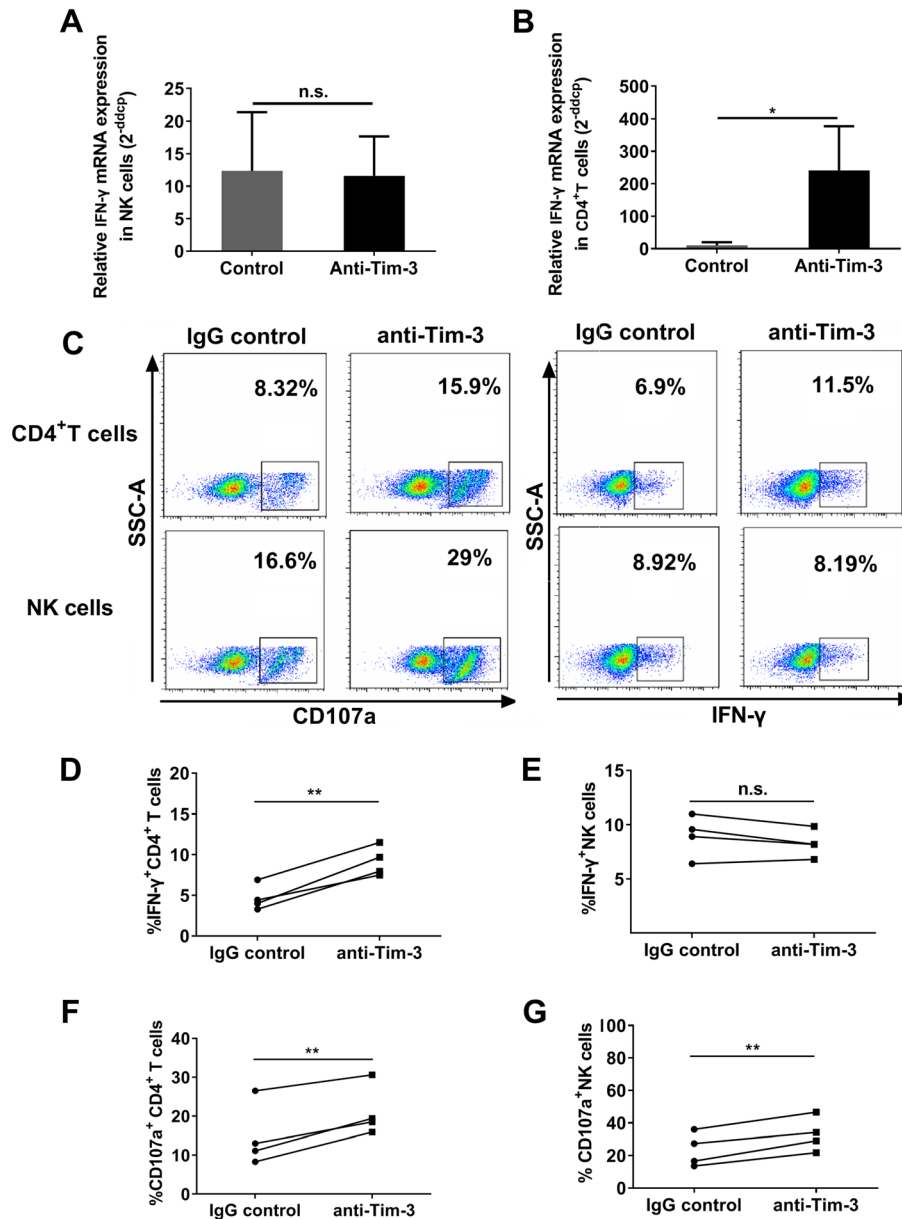 A
Relative IFN-γ mRNA expression
in NK cells (2^-ddcp)
25
20
15
10
5
0
n.s.
Control
Anti-Tim-3
B
Relative IFN-γ mRNA expression
in CD4⁺T cells (2^-ddcp)
500
400
300
200
100
0
*
Control
Anti-Tim-3
C
IgG control
anti-Tim-3
IgG control
anti-Tim-3
CD4⁺T cells
8.32%
15.9%
6.9%
11.5%
SSC-A
SSC-A
NK cells
16.6%
29%
8.92%
8.19%
CD107a
IFN-γ
D
%IFN-γ⁺CD4⁺ T cells
20
15
10
5
0
**
IgG control
anti-Tim-3
E
%IFN-γ⁺NK cells
15
10
5
n.s.
IgG control
anti-Tim-3
F
%CD107a⁺ CD4⁺ T cells
40
30
20
10
0
**
IgG control
anti-Tim-3
G
% CD107a⁺NK cells
100
80
60
40
20
0
**
IgG control
anti-Tim-3